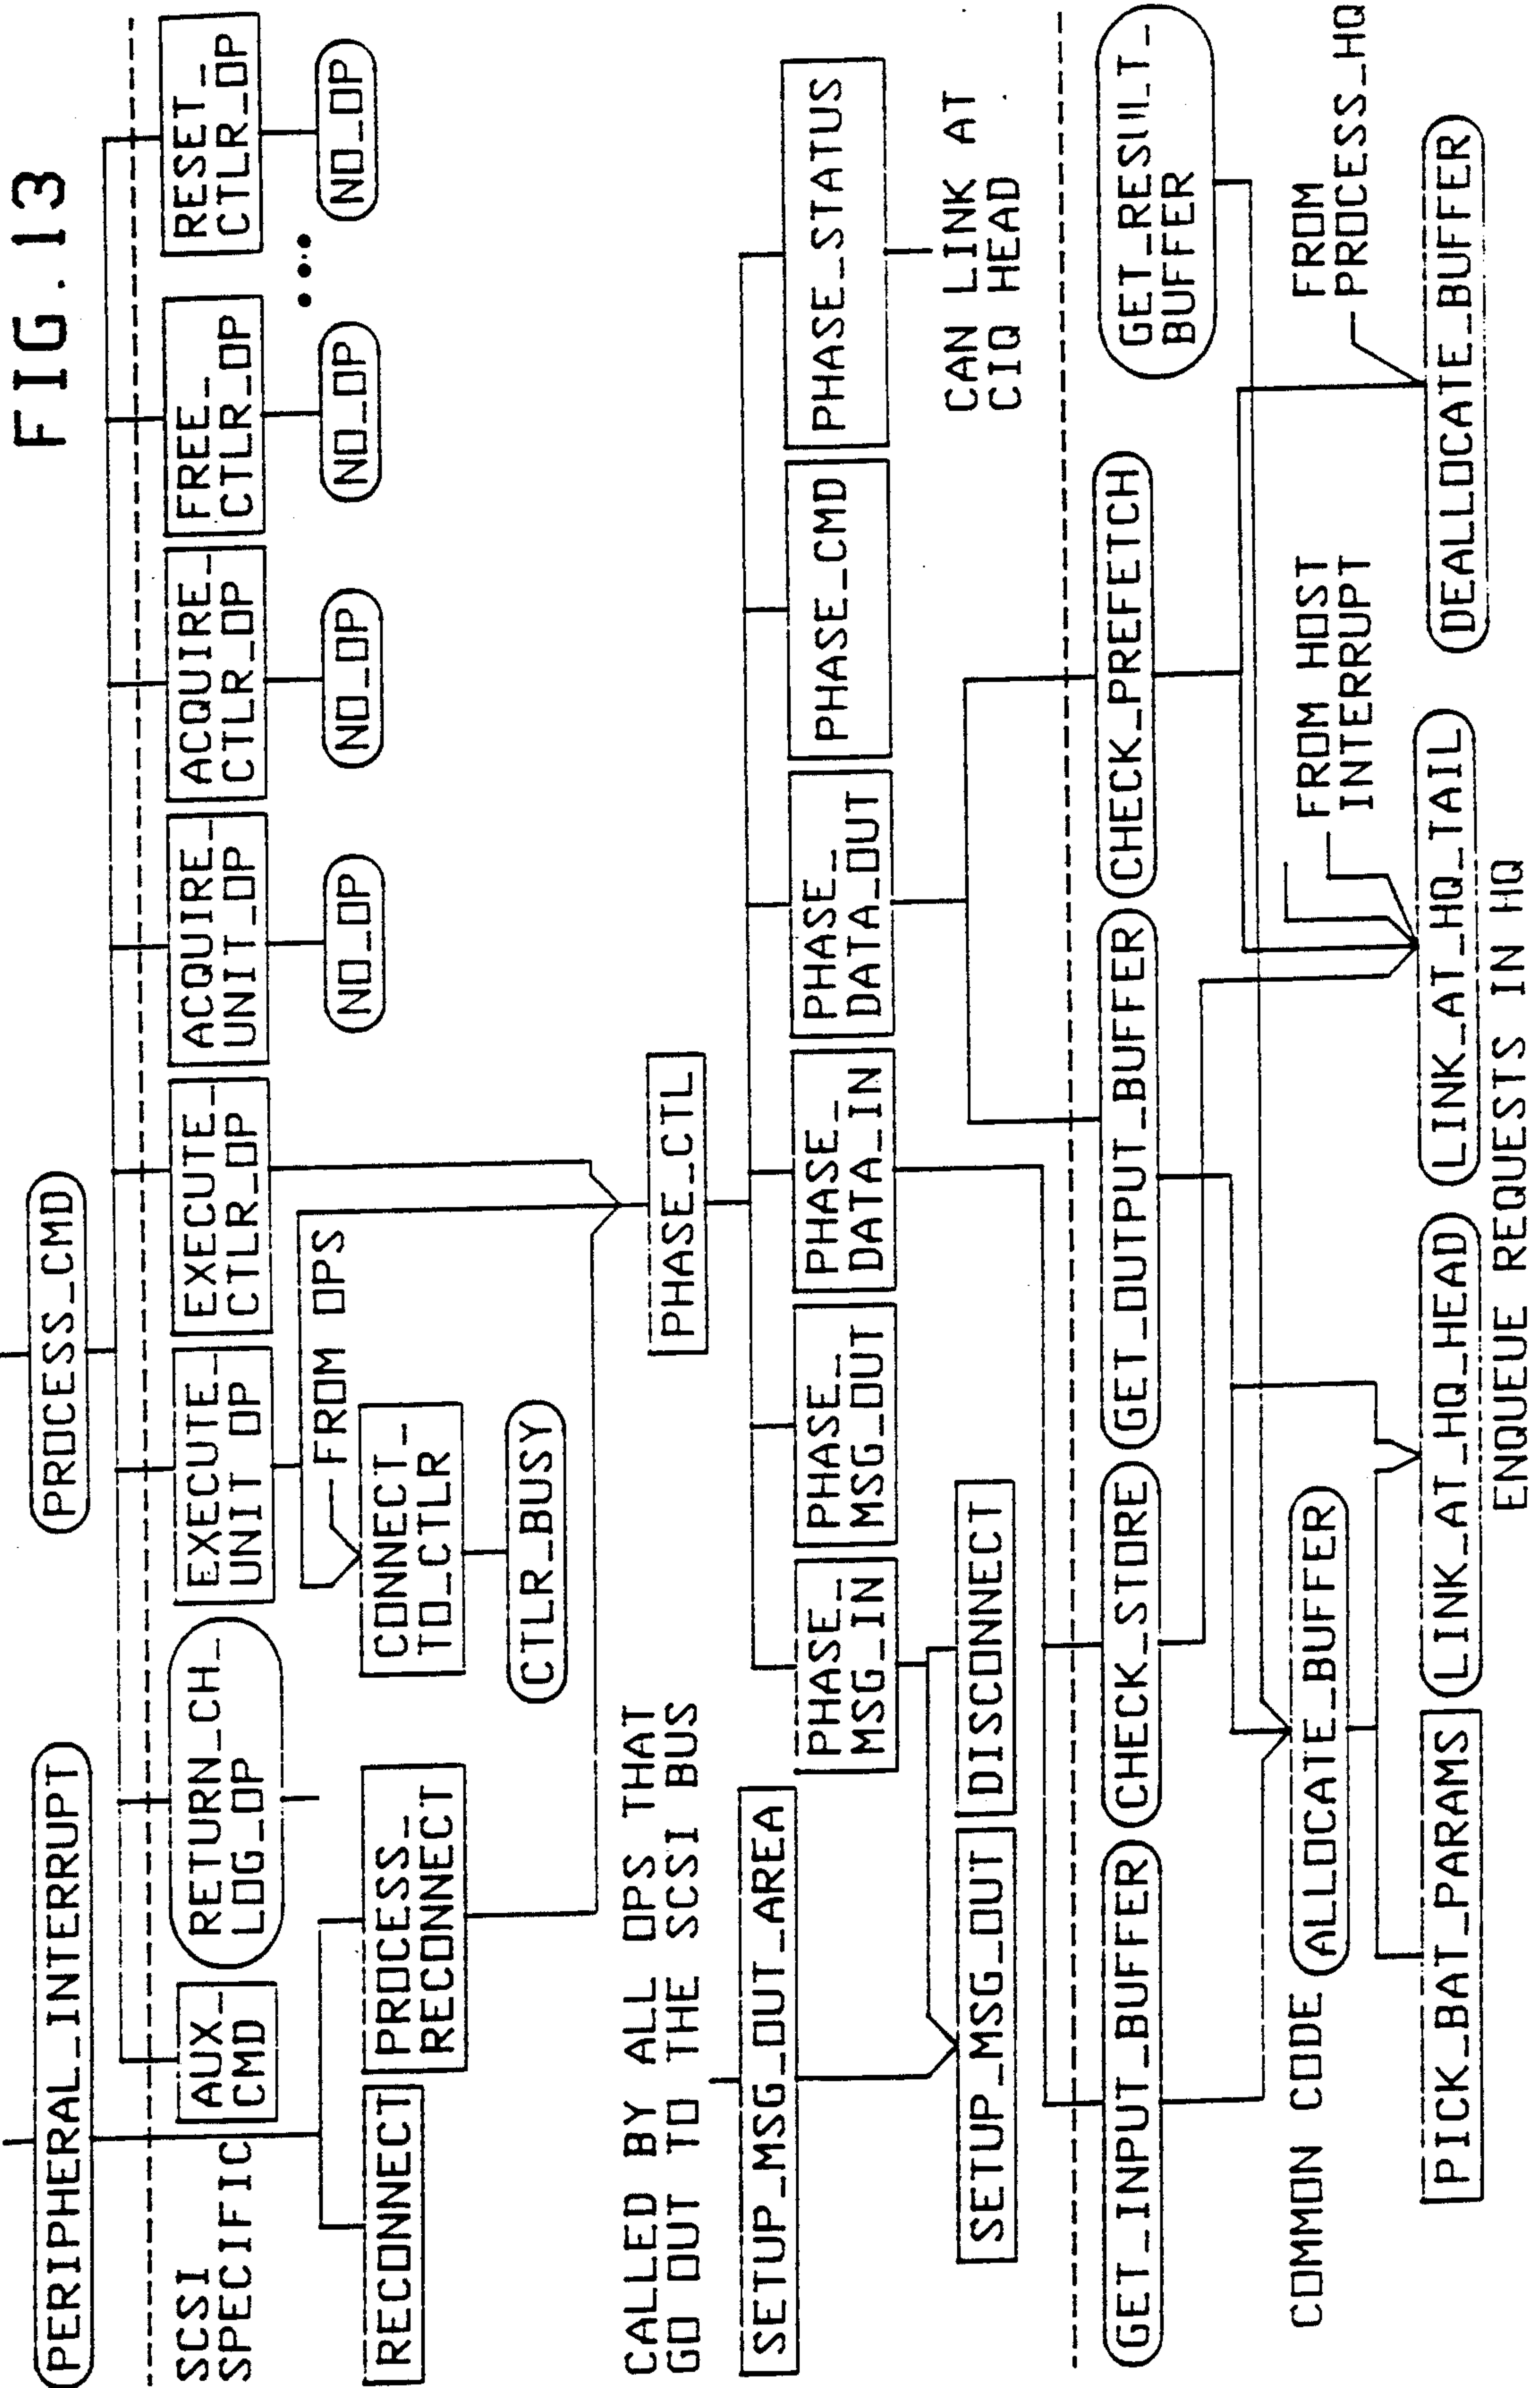 FIG.13
PERIPHERAL_INTERRUPT
PROCESS_CMD
SCSI
SPECIFIC
AUX_
CMD
RETURN_CH_
LOG_OP
EXECUTE_
UNIT OP
EXECUTE_
CTLR_OP
ACQUIRE_
UNIT_OP
ACQUIRE_
CTLR_OP
FREE_
CTLR_OP
RESET_
CTLR_OP
NO_OP
NO_OP
NO_OP
...
NO_OP
FROM OPS
RECONNECT
PROCESS_
RECONNECT
CONNECT_
TO_CTLR
CTLR_BUSY
CALLED BY ALL OPS THAT
GO OUT TO THE SCSI BUS
PHASE_CTL
SETUP_MSG_OUT_AREA
PHASE_
MSG_IN
PHASE_
MSG_OUT
PHASE_
DATA_IN
PHASE_
DATA_OUT
PHASE_CMD
PHASE_STATUS
SETUP_MSG_OUT
DISCONNECT
CAN LINK AT
CIQ HEAD
GET_INPUT_BUFFER
CHECK_STORE
GET_OUTPUT_BUFFER
CHECK_PREFETCH
GET_RESULT_
BUFFER
COMMON CODE
ALLOCATE_BUFFER
FROM HOST
INTERRUPT
FROM
PROCESS_HQ
PICK_BAT_PARAMS
LINK_AT_HQ_HEAD
LINK_AT_HQ_TAIL
DEALLOCATE_BUFFER
ENQUEUE REQUESTS IN HQ